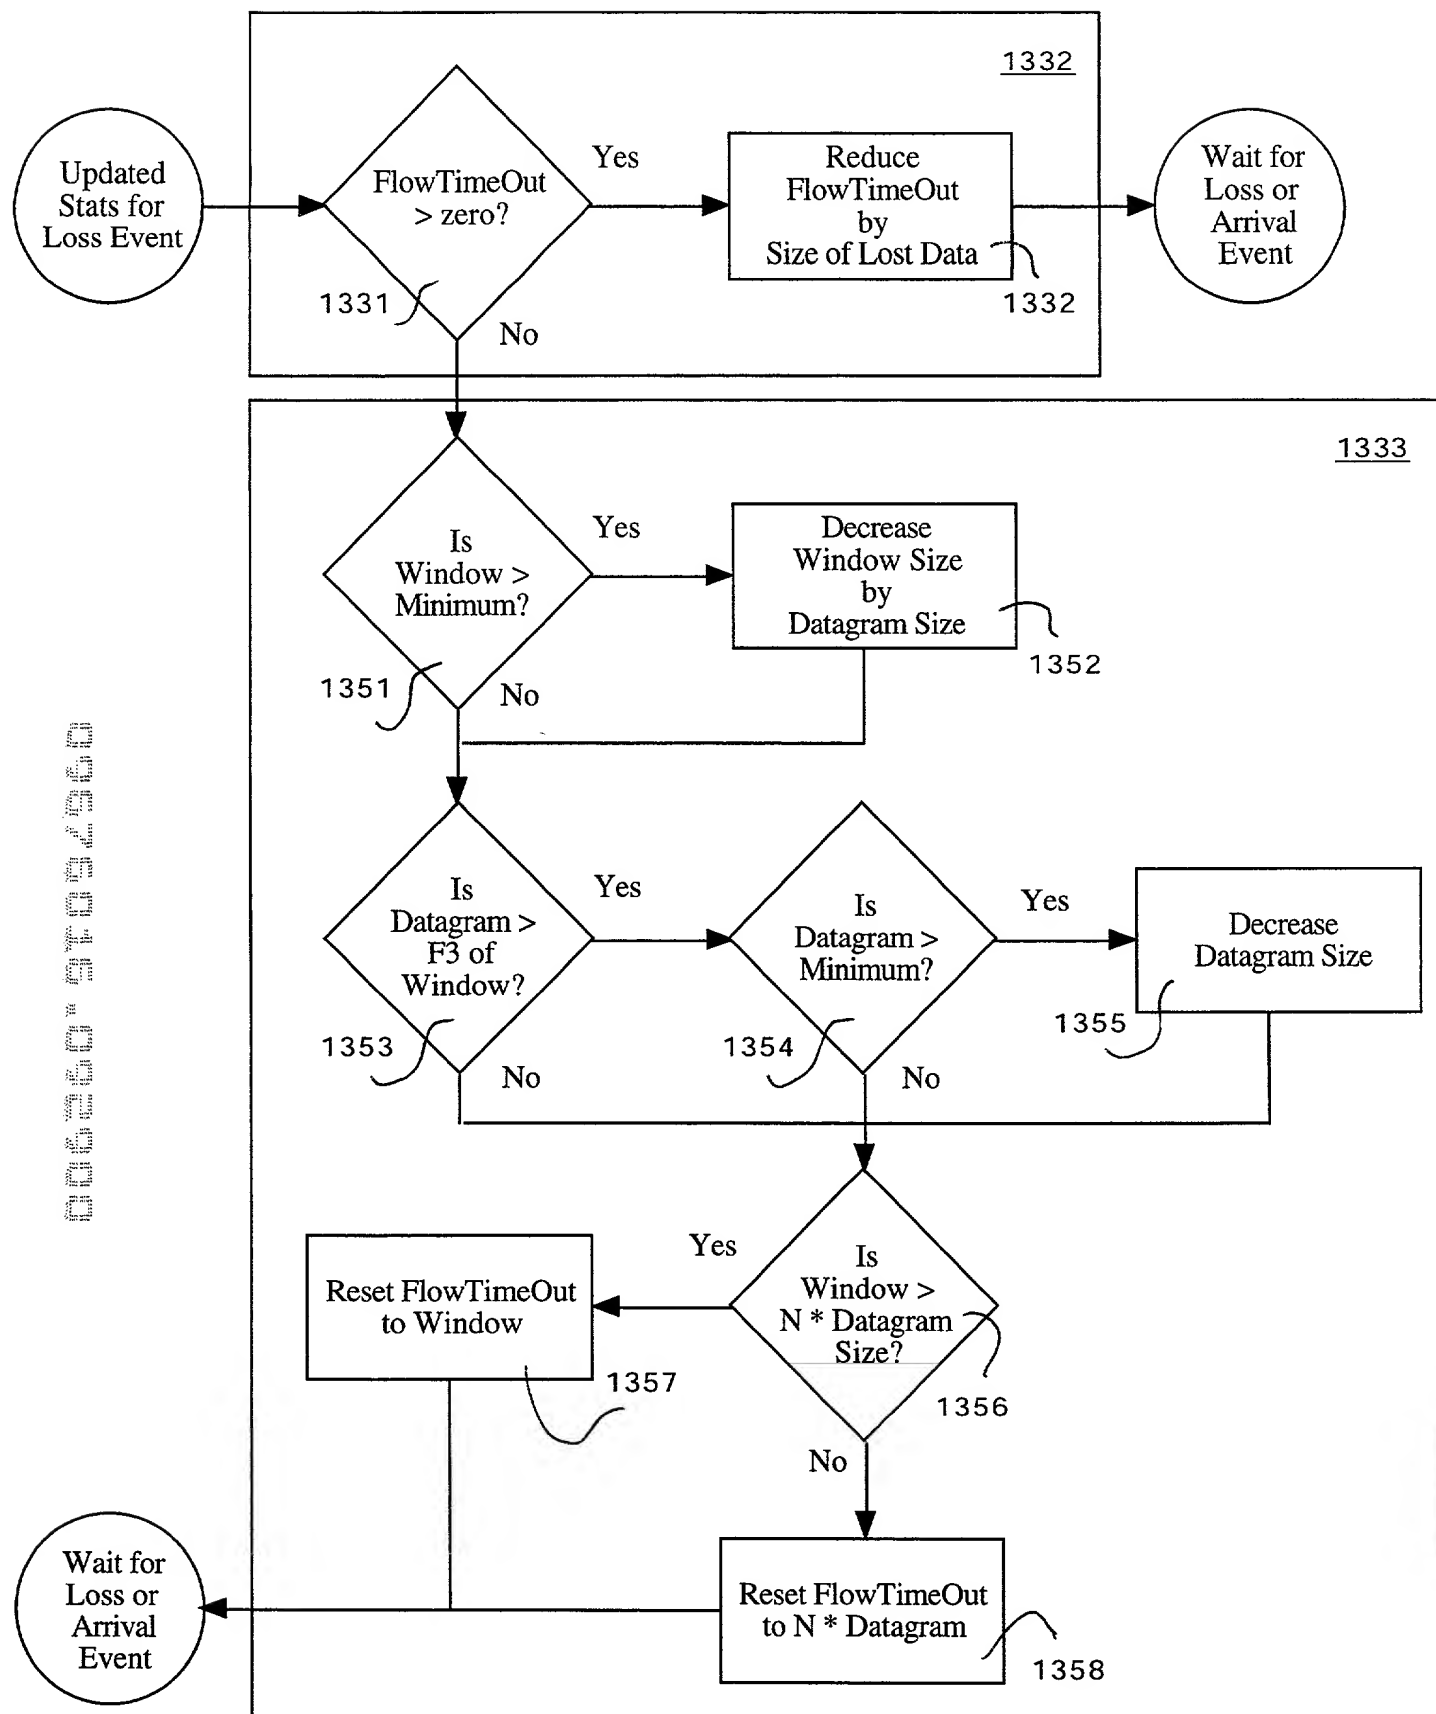 1332
Updated
Stats for
Loss Event
FlowTimeOut
> zero?
Yes
Reduce
FlowTimeOut
by
Size of Lost Data
Wait for
Loss or
Arrival
Event
1331
1332
No
1333
Is
Window >
Minimum?
Yes
Decrease
Window Size
by
Datagram Size
1351
1352
No
Is
Datagram >
F3 of
Window?
Yes
Is
Datagram >
Minimum?
Yes
Decrease
Datagram Size
1353
No
1354
No
1355
Is
Window >
N * Datagram
Size?
Yes
Reset FlowTimeOut
to Window
1357
1356
No
Wait for
Loss or
Arrival
Event
Reset FlowTimeOut
to N * Datagram
1358
09676015.092900